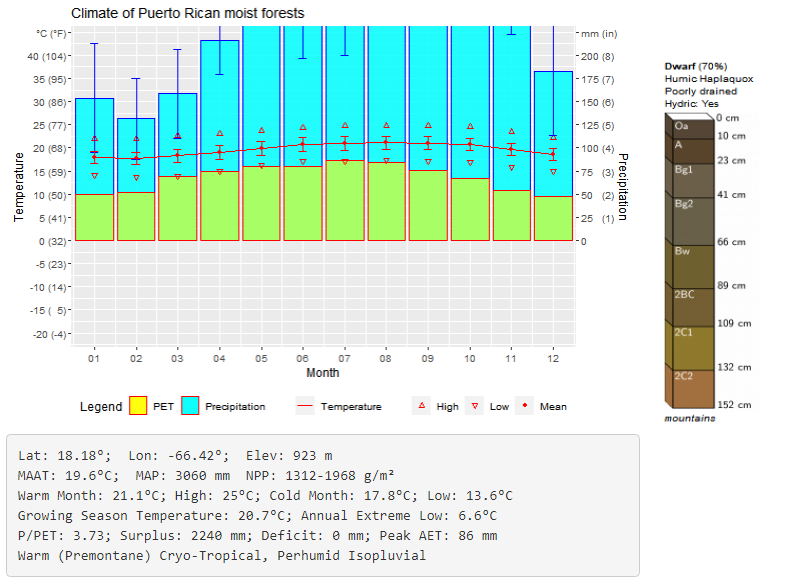 Climate of Puerto Rican moist forests
°C (°F)
40 (104)
35 (95)
30 (86)
25 (77)
20 (68)
15 (59)
10 (50)
5 (41)
0 (32)
-5 (23)
-10 (14)
-15 ( 5)
-20 (-4)
Temperature
mm (in)
200 (8)
175 (7)
150 (6)
125 (5)
100 (4)
75 (3)
50 (2)
25 (1)
0
Precipitation
01 02 03 04 05 06 07 08 09 10 11 12
Month
Legend PET Precipitation Temperature High Low Mean
Dwarf (70%)
Humic Haplaquox
Poorly drained
Hydric: Yes
0 cm
Oa
10 cm
A
23 cm
Bg1
41 cm
Bg2
66 cm
Bw
89 cm
2BC
109 cm
2C1
132 cm
2C2
152 cm
mountains
Lat: 18.18°; Lon: -66.42°; Elev: 923 m
MAAT: 19.6°C; MAP: 3060 mm NPP: 1312-1968 g/m²
Warm Month: 21.1°C; High: 25°C; Cold Month: 17.8°C; Low: 13.6°C
Growing Season Temperature: 20.7°C; Annual Extreme Low: 6.6°C
P/PET: 3.73; Surplus: 2240 mm; Deficit: 0 mm; Peak AET: 86 mm
Warm (Premontane) Cryo-Tropical, Perhumid Isopluvial